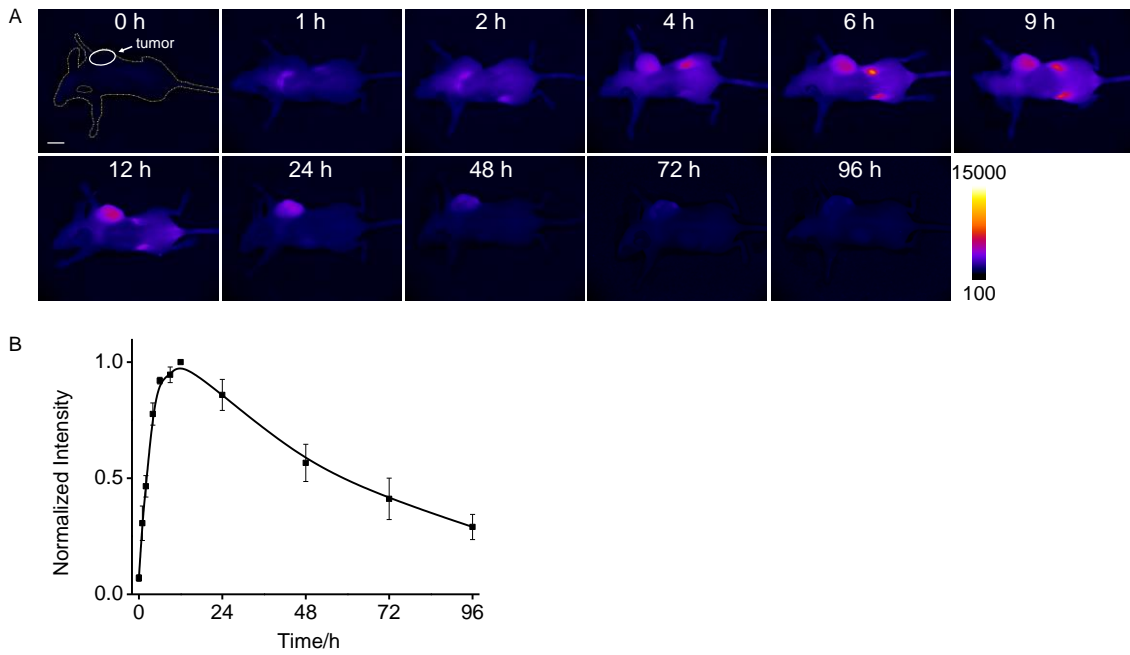 A
0 h
tumor
1 h
2 h
4 h
6 h
9 h
12 h
24 h
48 h
72 h
96 h
15000
100
B
Normalized Intensity
1.0
0.5
0.0
0
24
48
72
96
Time/h